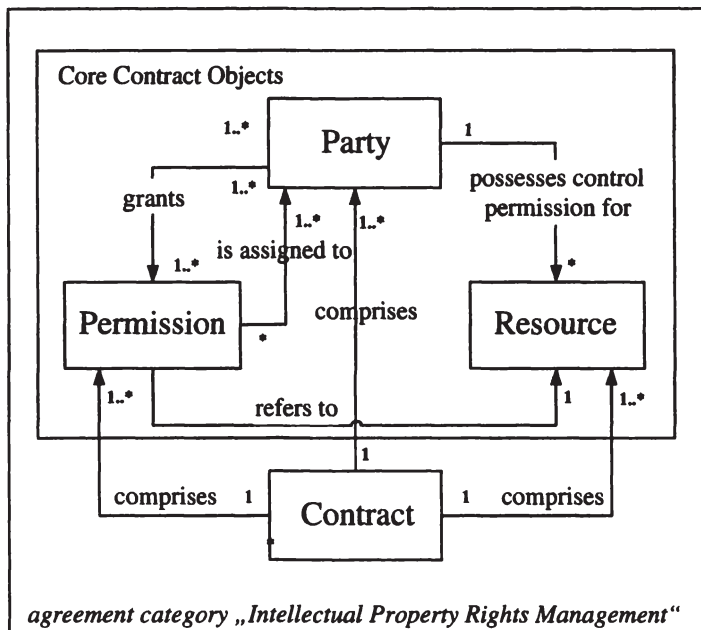 Core Contract Objects
1..*
Party
1
grants
1..*
possesses control
permission for
1..*
1..*
is assigned to
1..*
*
Permission
*
comprises
Resource
1..*
refers to
1
1..*
1
comprises
1
Contract
1
comprises
agreement category „Intellectual Property Rights Management“